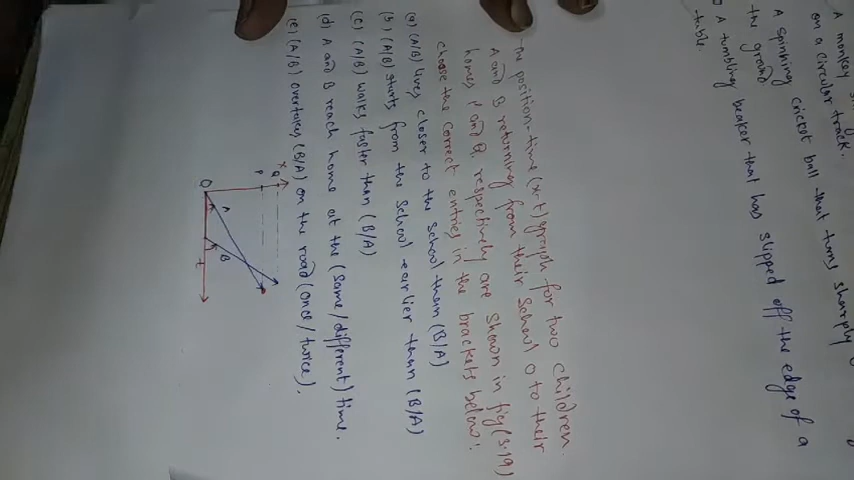 A monkey
on a circular track.
A spinning cricket ball that turns sharply
the ground
A tumbling beaker that has slipped off the edge of a
table.
The position-time (x-t) graph for two children
A and B returning from their school O to their
homes P and Q respectively are shown in fig (3.19)
choose the correct entries in the brackets below:
(a) (A/B) lives closer to the school than (B/A)
(b) (A/B) starts from the school earlier than (B/A)
(c) (A/B) walks faster than (B/A)
(d) A and B reach home at the (same/different) time.
(e) (A/B) overtakes (B/A) on the road (once/twice).
x
Q
P
A
B
O
t